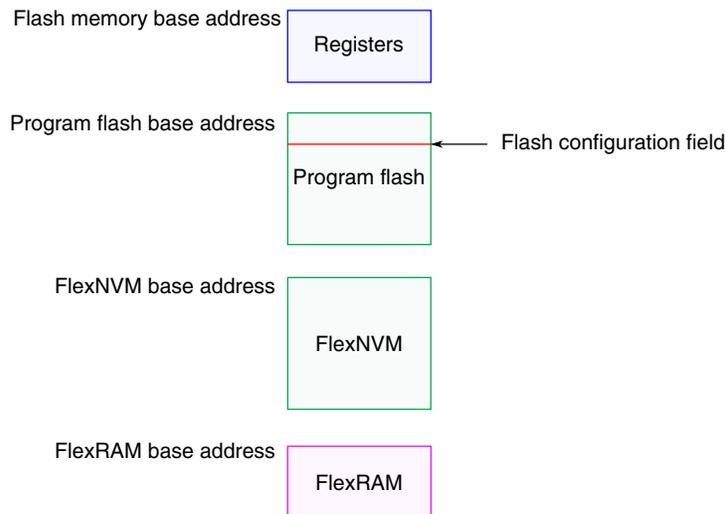 Flash memory base address
Registers
Program flash base address
Flash configuration field
Program flash
FlexNVM base address
FlexNVM
FlexRAM base address
FlexRAM